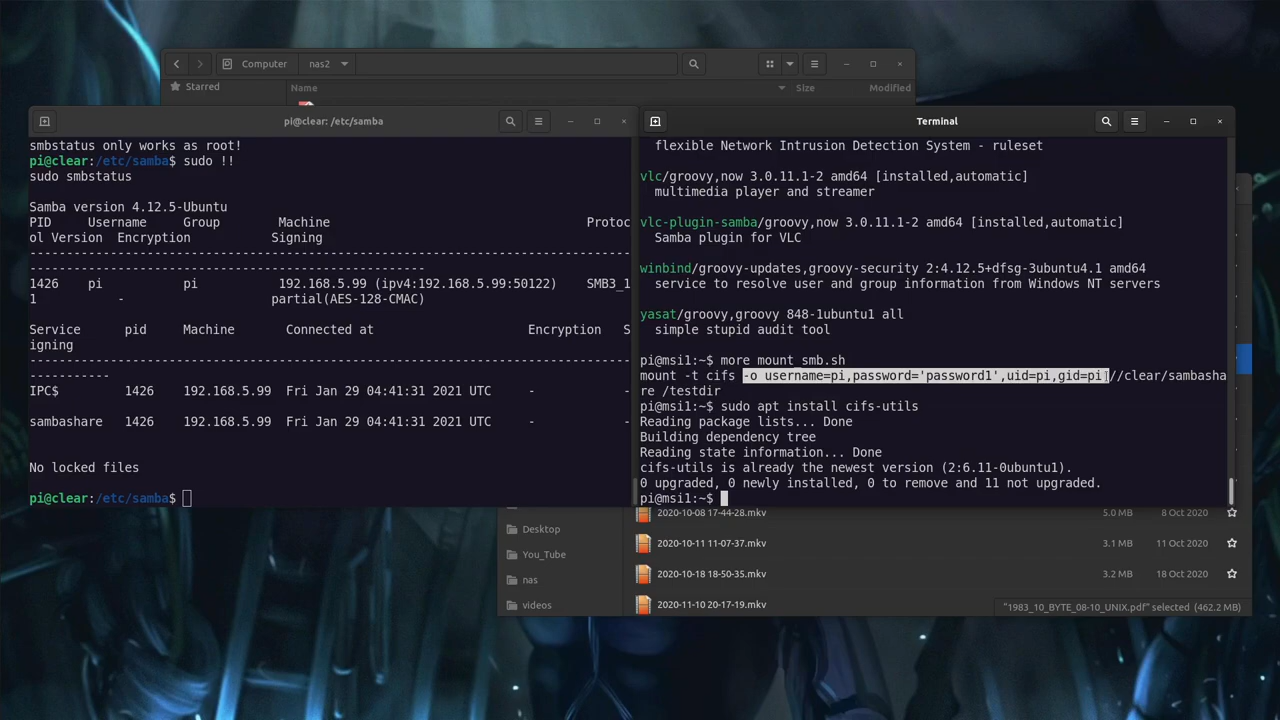 Computer
nas2
Starred
Name
Size
Modified
pi@clear: /etc/samba
smbstatus only works as root!
pi@clear:/etc/samba$ sudo !!
sudo smbstatus
Samba version 4.12.5-Ubuntu
PID Username Group Machine Protoc
ol Version Encryption Signing
----------------------------------------------------------------------------------
-----------------------------------------------------
1426 pi pi 192.168.5.99 (ipv4:192.168.5.99:50122) SMB3_1
1 - partial(AES-128-CMAC)
Service pid Machine Connected at Encryption S
igning
----------------------------------------------------------------------------------
-----------
IPC$ 1426 192.168.5.99 Fri Jan 29 04:41:31 2021 UTC - -
sambashare 1426 192.168.5.99 Fri Jan 29 04:41:31 2021 UTC - -
No locked files
pi@clear:/etc/samba$
Terminal
flexible Network Intrusion Detection System - ruleset
vlc/groovy,now 3.0.11.1-2 amd64 [installed,automatic]
multimedia player and streamer
vlc-plugin-samba/groovy,now 3.0.11.1-2 amd64 [installed,automatic]
Samba plugin for VLC
winbind/groovy-updates,groovy-security 2:4.12.5+dfsg-3ubuntu4.1 amd64
service to resolve user and group information from Windows NT servers
yasat/groovy,groovy 848-1ubuntu1 all
simple stupid audit tool
pi@msi1:~$ more mount_smb.sh
mount -t cifs -o username=pi,password='password1',uid=pi,gid=pi //clear/sambasha
re /testdir
pi@msi1:~$ sudo apt install cifs-utils
Reading package lists... Done
Building dependency tree
Reading state information... Done
cifs-utils is already the newest version (2:6.11-0ubuntu1).
0 upgraded, 0 newly installed, 0 to remove and 11 not upgraded.
pi@msi1:~$
2020-10-08 17-44-28.mkv 5.0 MB 8 Oct 2020
Desktop
2020-10-11 11-07-37.mkv 3.1 MB 11 Oct 2020
You_Tube
2020-10-18 18-50-35.mkv 3.2 MB 18 Oct 2020
nas
2020-11-10 20-17-19.mkv
videos
"1983_10_BYTE_08-10_UNIX.pdf" selected (462.2 MB)